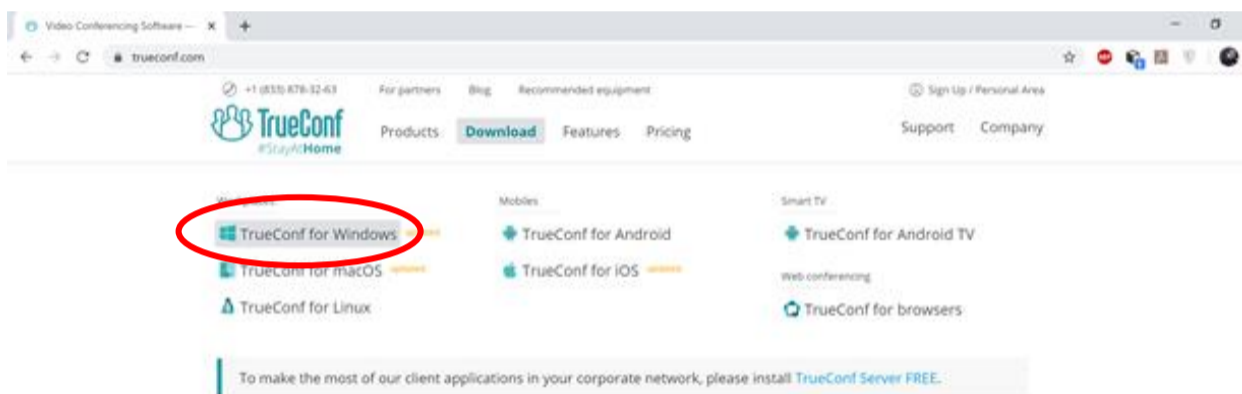 Video Conferencing Software —
trueconf.com
+1 (833) 878-32-63 For partners Blog Recommended equipment Sign Up / Personal Area
TrueConf
#StayAtHome
Products Download Features Pricing Support Company
Mobiles Smart TV
TrueConf for Windows TrueConf for Android TrueConf for Android TV
TrueConf for macOS updated TrueConf for iOS updated
Web conferencing
TrueConf for Linux TrueConf for browsers
To make the most of our client applications in your corporate network, please install TrueConf Server FREE.